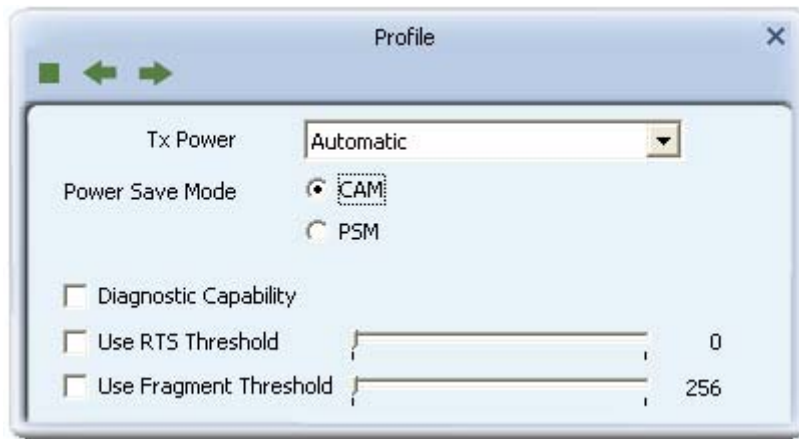 Profile
Tx Power Automatic
Power Save Mode CAM
PSM
Diagnostic Capability
Use RTS Threshold 0
Use Fragment Threshold 256